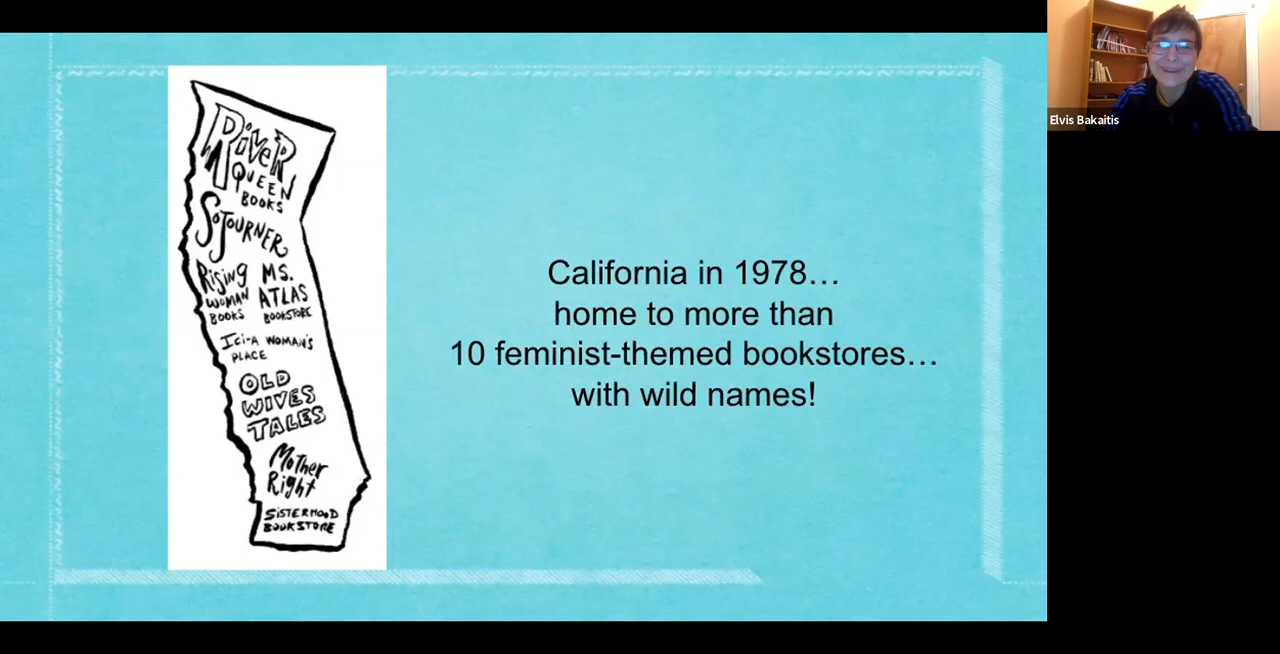 RiveR
QUEEN
BOOKS
SOJOURNER
RiSiNg
WOMAN
BOOKS
MS.
ATLAS
BOOKSTORE
ICi-A WOMAN'S
PLACE
OLD
WIVES
TALES
MOTHER
RigHT
SiSTERHOOD
BOOKSTORE
California in 1978…
home to more than
10 feminist-themed bookstores…
with wild names!
Elvis Bakaitis